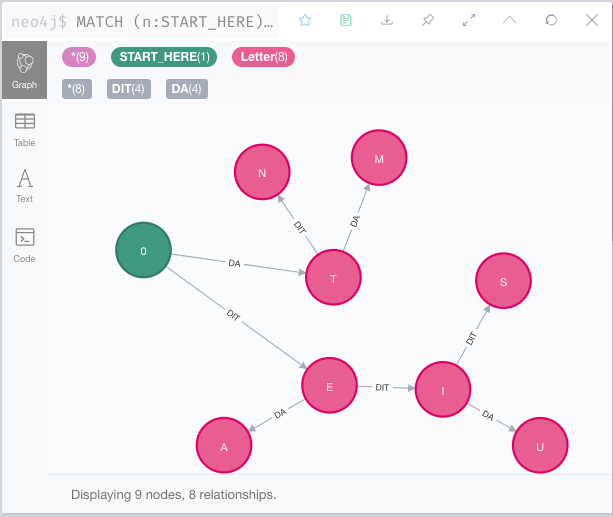 neo4j$ MATCH (n:START_HERE)…
*(9) START_HERE(1) Letter(8)
*(8) DIT(4) DA(4)
Graph
Table
Text
Code
M
N
DIT
DA
0
DA
T
S
DIT
DIT
E
DIT
I
DA
DA
A
U
Displaying 9 nodes, 8 relationships.